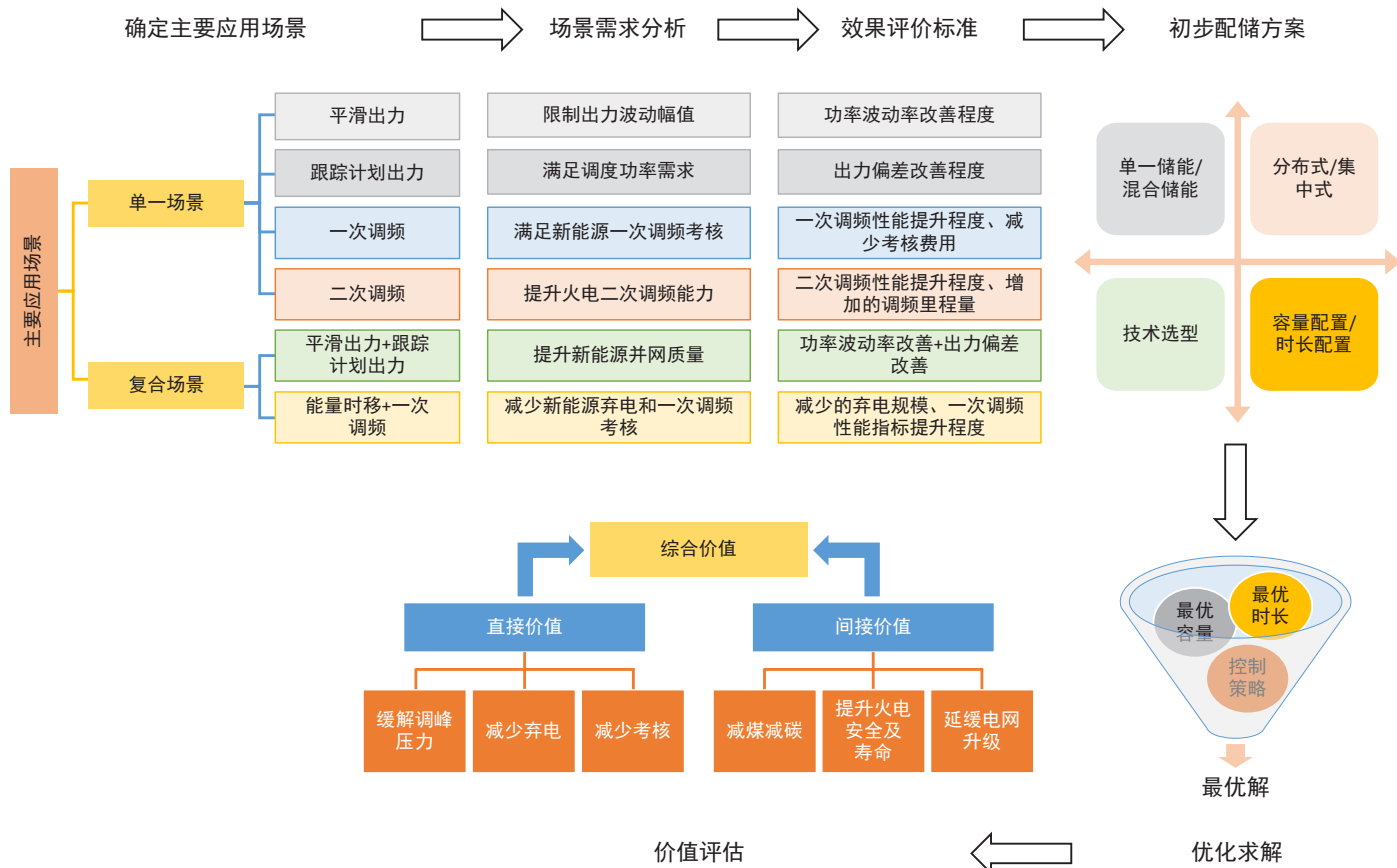 确定主要应用场景
场景需求分析
效果评价标准
初步配储方案
主要应用场景
单一场景
平滑出力
限制出力波动幅值
功率波动率改善程度
跟踪计划出力
满足调度功率需求
出力偏差改善程度
一次调频
满足新能源一次调频考核
一次调频性能提升程度、减
少考核费用
二次调频
提升火电二次调频能力
二次调频性能提升程度、增
加的调频里程量
复合场景
平滑出力+跟踪
计划出力
提升新能源并网质量
功率波动率改善+出力偏差
改善
能量时移+一次
调频
减少新能源弃电和一次调频
考核
减少的弃电规模、一次调频
性能指标提升程度
单一储能/
混合储能
分布式/集
中式
技术选型
容量配置/
时长配置
综合价值
直接价值
间接价值
缓解调峰
压力
减少弃电
减少考核
减煤减碳
提升火电
安全及
寿命
延缓电网
升级
最优
容量
最优
时长
控制
策略
最优解
价值评估
优化求解